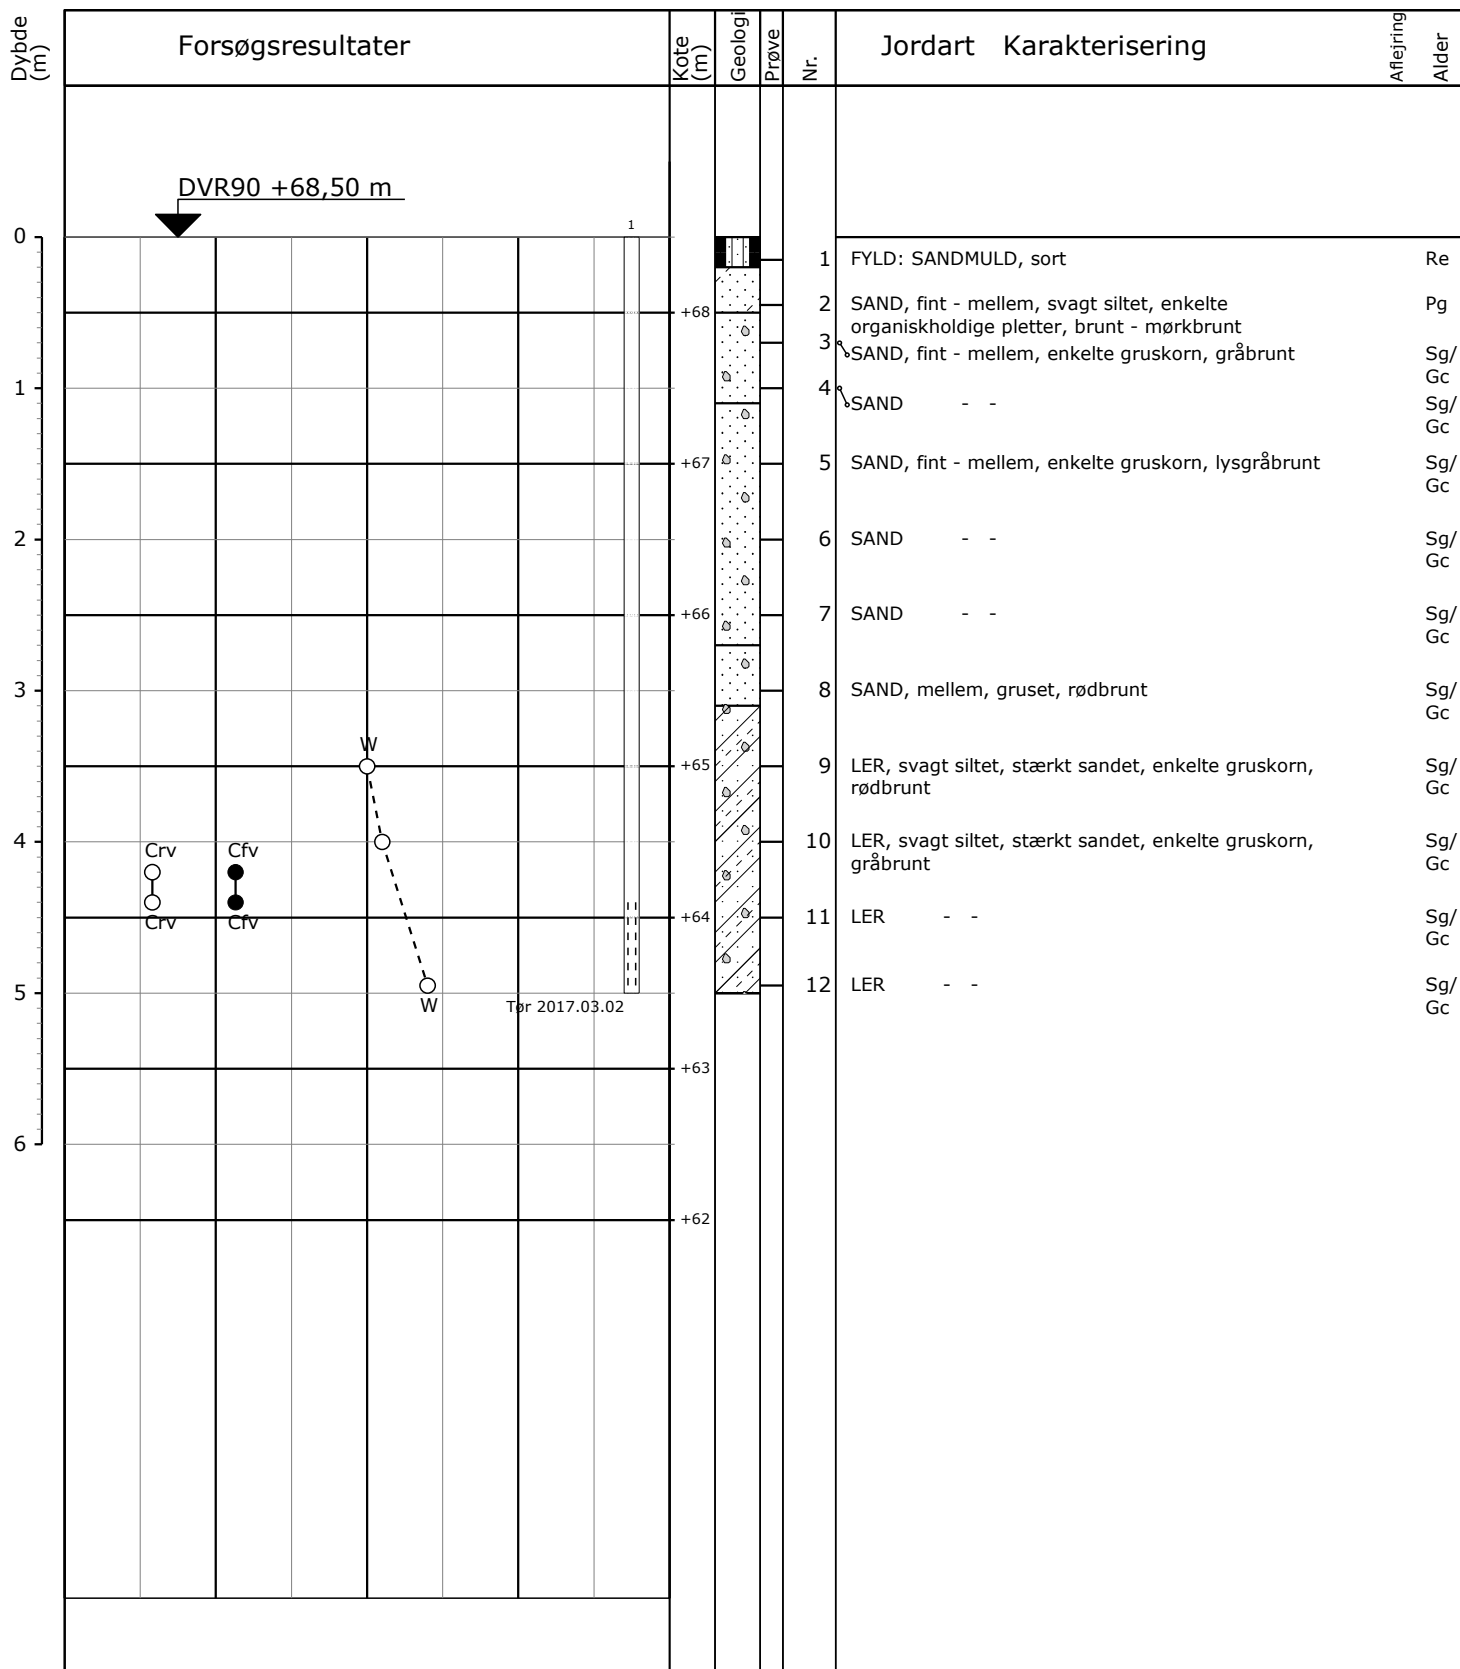 Dybde
(m)
Forsøgsresultater
Kote
(m)
Geologi
Prøve
Nr.
Jordart Karakterisering
Aflejring
Alder
DVR90 +68,50 m
1
0
1 FYLD: SANDMULD, sort Re
2 SAND, fint - mellem, svagt siltet, enkelte Pg
organiskholdige pletter, brunt - mørkbrunt
+68
3 SAND, fint - mellem, enkelte gruskorn, gråbrunt Sg/
Gc
1
4 SAND - - Sg/
Gc
+67
5 SAND, fint - mellem, enkelte gruskorn, lysgråbrunt Sg/
Gc
2
6 SAND - - Sg/
Gc
+66
7 SAND - - Sg/
Gc
3
8 SAND, mellem, gruset, rødbrunt Sg/
Gc
W
+65
9 LER, svagt siltet, stærkt sandet, enkelte gruskorn, Sg/
rødbrunt Gc
4
10 LER, svagt siltet, stærkt sandet, enkelte gruskorn, Sg/
gråbrunt Gc
Crv Cfv
Crv Cfv
+64
11 LER - - Sg/
Gc
5
12 LER - - Sg/
Gc
W
Tør 2017.03.02
+63
6
+62